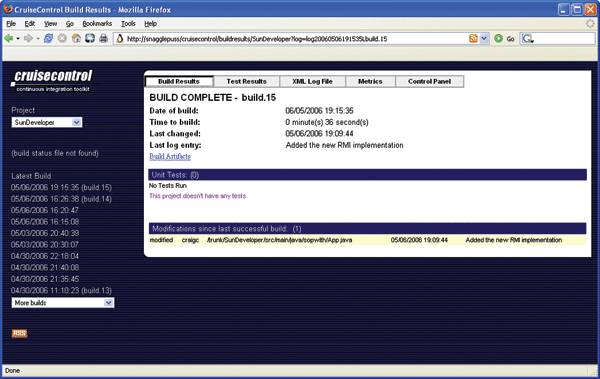 CruiseControl Build Results - Mozilla Firefox
File Edit View Go Bookmarks Tools Help
http://snagglepuss/cruisecontrol/buildresults/SunDeveloper?log=log20060506191535Lbuild.15
Go
cruisecontrol
continuous integration toolkit
Build Results Test Results XML Log File Metrics Control Panel
Project
SunDeveloper
(build status file not found)
Latest Build
05/06/2006 19:15:35 (build.15)
05/06/2006 16:26:38 (build.14)
05/06/2006 16:20:47
05/06/2006 16:15:08
05/03/2006 20:40:39
05/03/2006 20:30:07
04/30/2006 22:18:04
04/30/2006 21:40:08
04/30/2006 21:35:45
04/30/2006 11:10:23 (build.13)
More builds
RSS
BUILD COMPLETE - build.15
Date of build: 06/05/2006 19:15:35
Time to build: 0 minute(s) 36 second(s)
Last changed: 05/06/2006 19:09:44
Last log entry: Added the new RMI implementation
Build Artifacts
Unit Tests: (0)
No Tests Run
This project doesn't have any tests
Modifications since last successful build: (1)
modified craigc /trunk/SunDeveloper/src/main/java/sopwith/App.java 05/06/2006 19:09:44 Added the new RMI implementation
Done